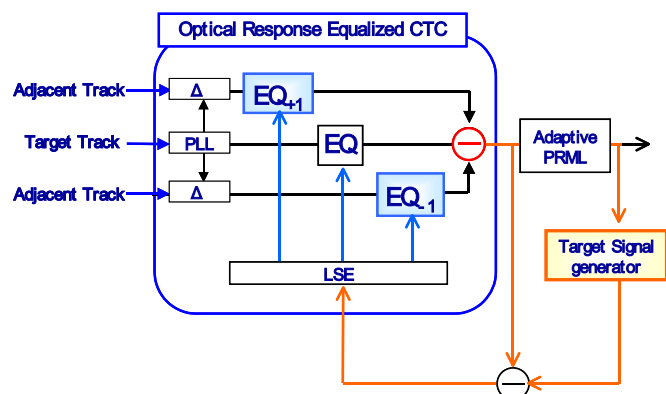 Optical Response Equalized CTC
Adjacent Track
Δ
EQ+1
Target Track
PLL
EQ
Adaptive
PRML
Adjacent Track
Δ
EQ-1
LSE
Target Signal
generator